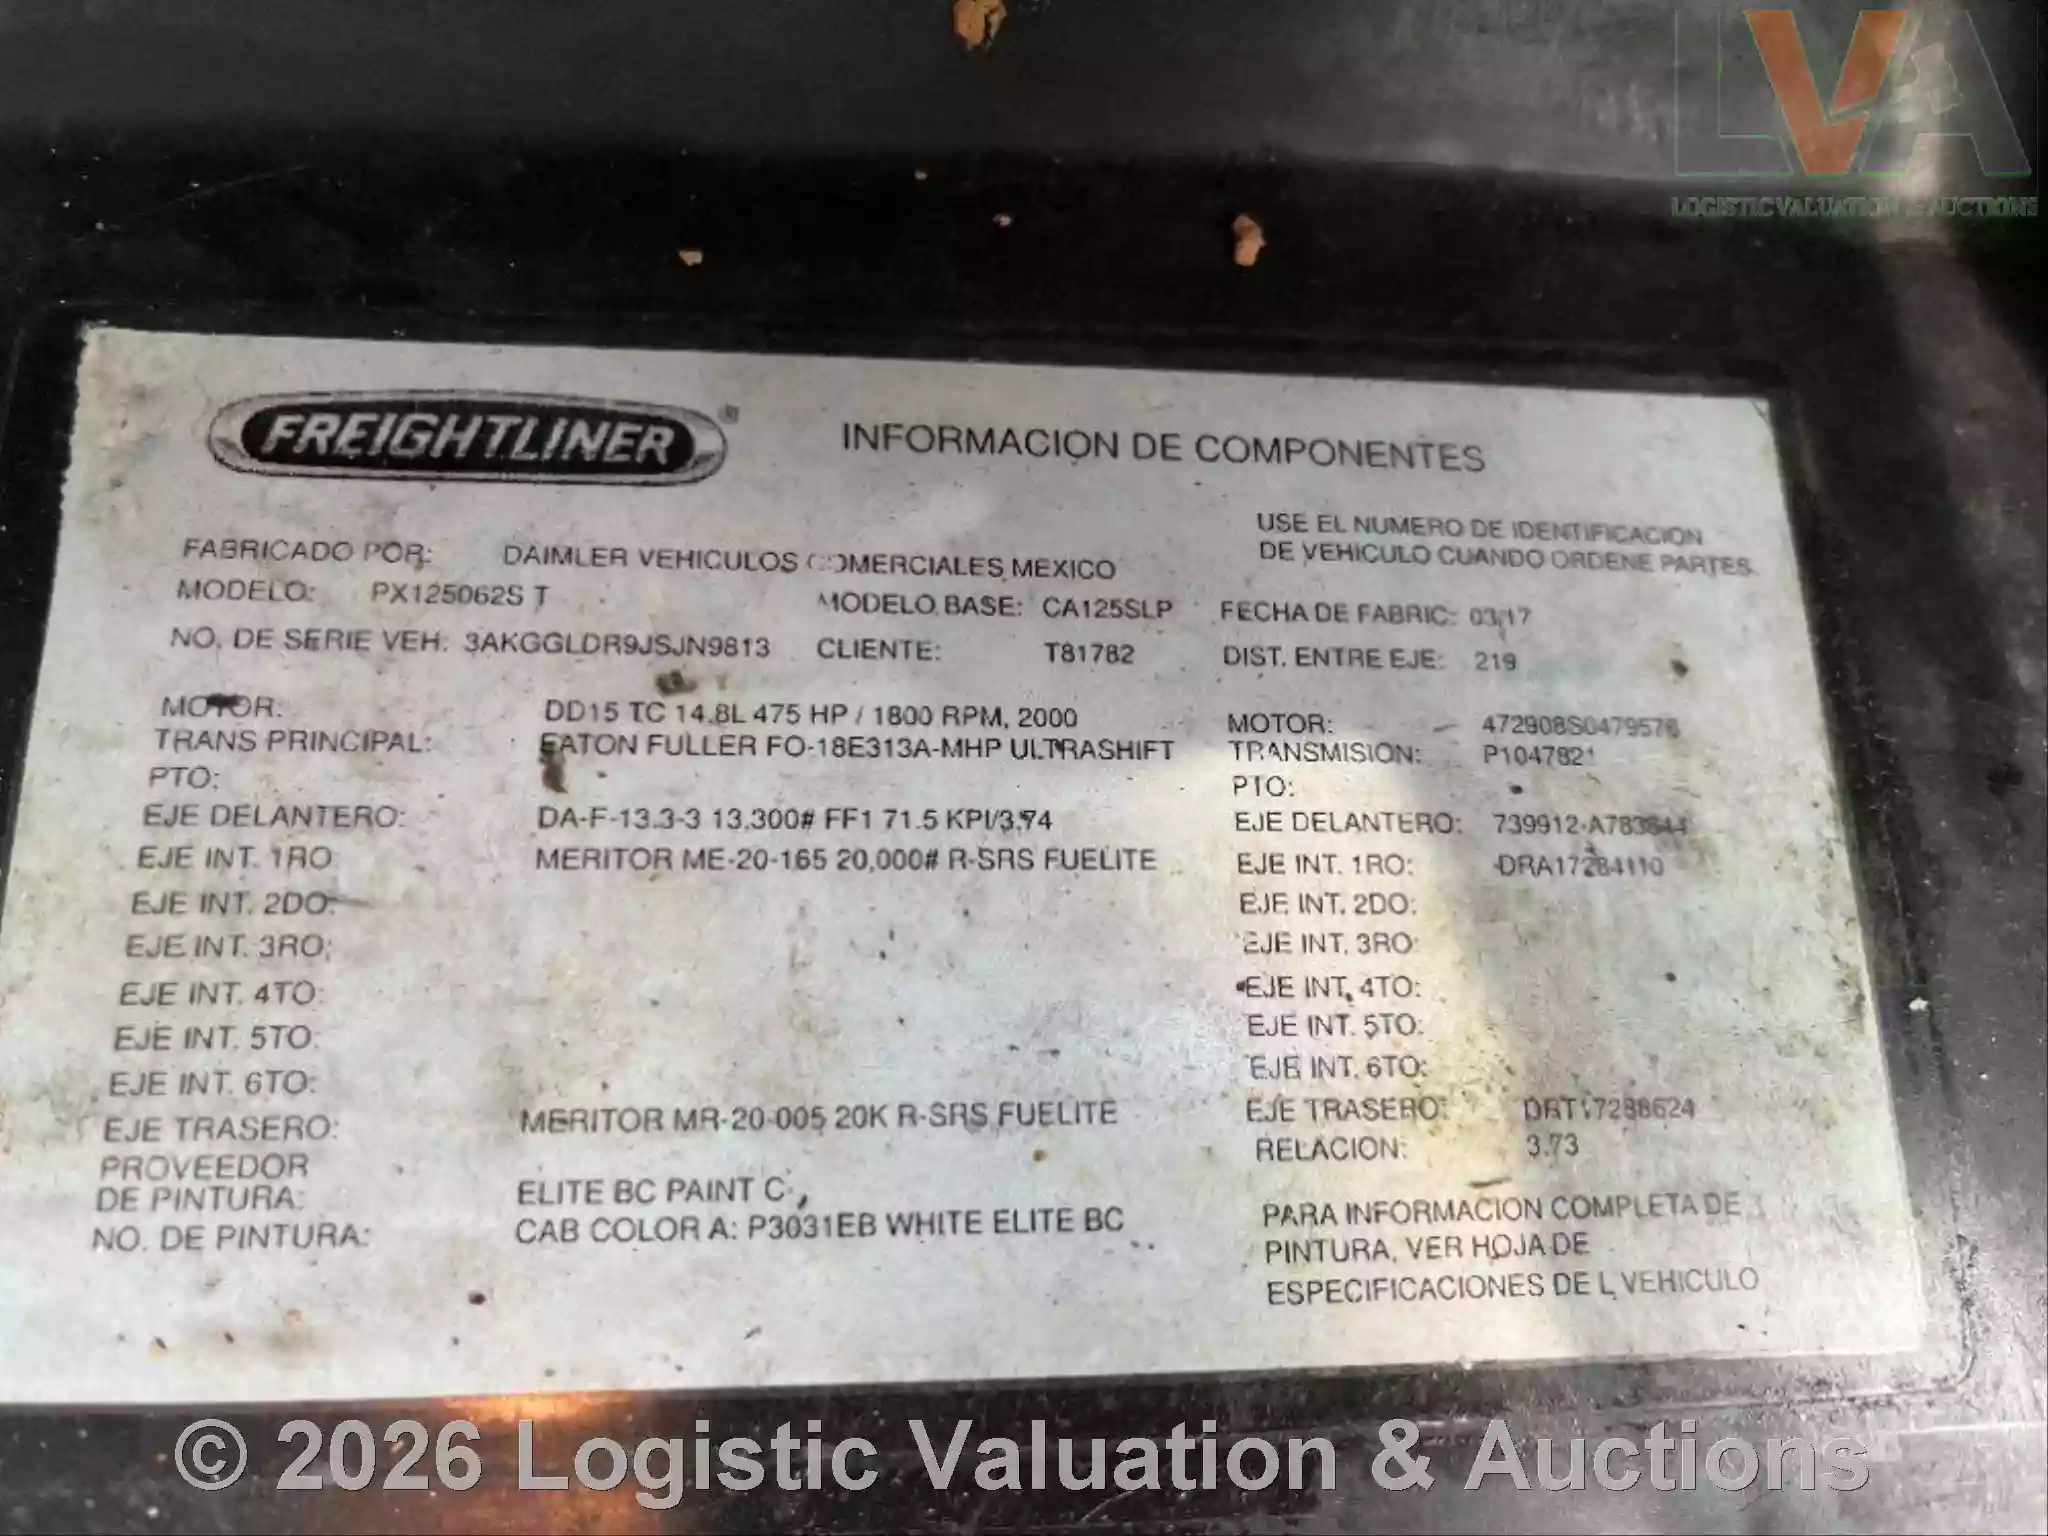 LVA
LOGISTIC VALUATION & AUCTIONS
FREIGHTLINER®
INFORMACION DE COMPONENTES
USE EL NUMERO DE IDENTIFICACION
DE VEHICULO CUANDO ORDENE PARTES
FABRICADO POR: DAIMLER VEHICULOS COMERCIALES MEXICO
MODELO: PX125062S T MODELO BASE: CA125SLP FECHA DE FABRIC: 03/17
NO. DE SERIE VEH: 3AKGGLDR9JSJN9813 CLIENTE: T81782 DIST. ENTRE EJE: 219
MOTOR: DD15 TC 14.8L 475 HP / 1800 RPM, 2000 MOTOR: 472908S0479578
TRANS PRINCIPAL: EATON FULLER FO-18E313A-MHP ULTRASHIFT TRANSMISION: P1047821
PTO: PTO:
EJE DELANTERO: DA-F-13.3-3 13,300# FF1 71.5 KPI/3.74 EJE DELANTERO:
EJE INT. 1RO MERITOR ME-20-165 20,000# R-SRS FUELITE EJE INT. 1RO: DRA17284110
EJE INT. 2DO: EJE INT. 2DO:
EJE INT. 3RO: EJE INT. 3RO:
EJE INT. 4TO: EJE INT. 4TO:
EJE INT. 5TO: EJE INT. 5TO:
EJE INT. 6TO: EJE INT. 6TO:
EJE TRASERO: MERITOR MR-20-005 20K R-SRS FUELITE EJE TRASERO: DRT17288624
RELACION: 3.73
PROVEEDOR
DE PINTURA: ELITE BC PAINT C
NO. DE PINTURA: CAB COLOR A: P3031EB WHITE ELITE BC
PARA INFORMACION COMPLETA DE
PINTURA, VER HOJA DE
ESPECIFICACIONES DE L VEHICULO
© 2026 Logistic Valuation & Auctions